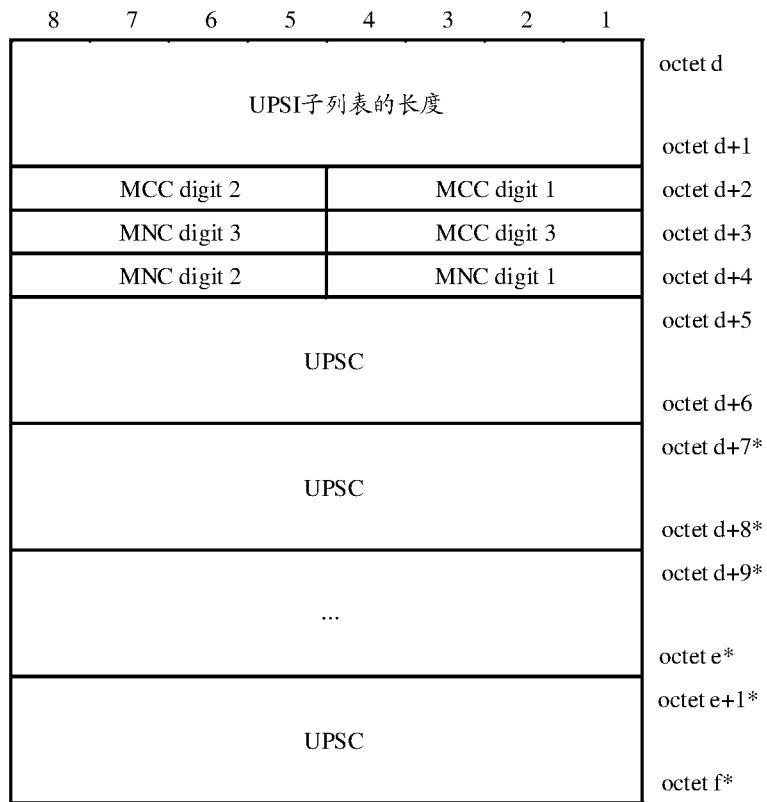 8 7 6 5 4 3 2 1
octet d
UPSI子列表的长度
octet d+1
MCC digit 2 MCC digit 1 octet d+2
MNC digit 3 MCC digit 3 octet d+3
MNC digit 2 MNC digit 1 octet d+4
octet d+5
UPSC
octet d+6
octet d+7*
UPSC
octet d+8*
octet d+9*
...
octet e*
octet e+1*
UPSC
octet f*